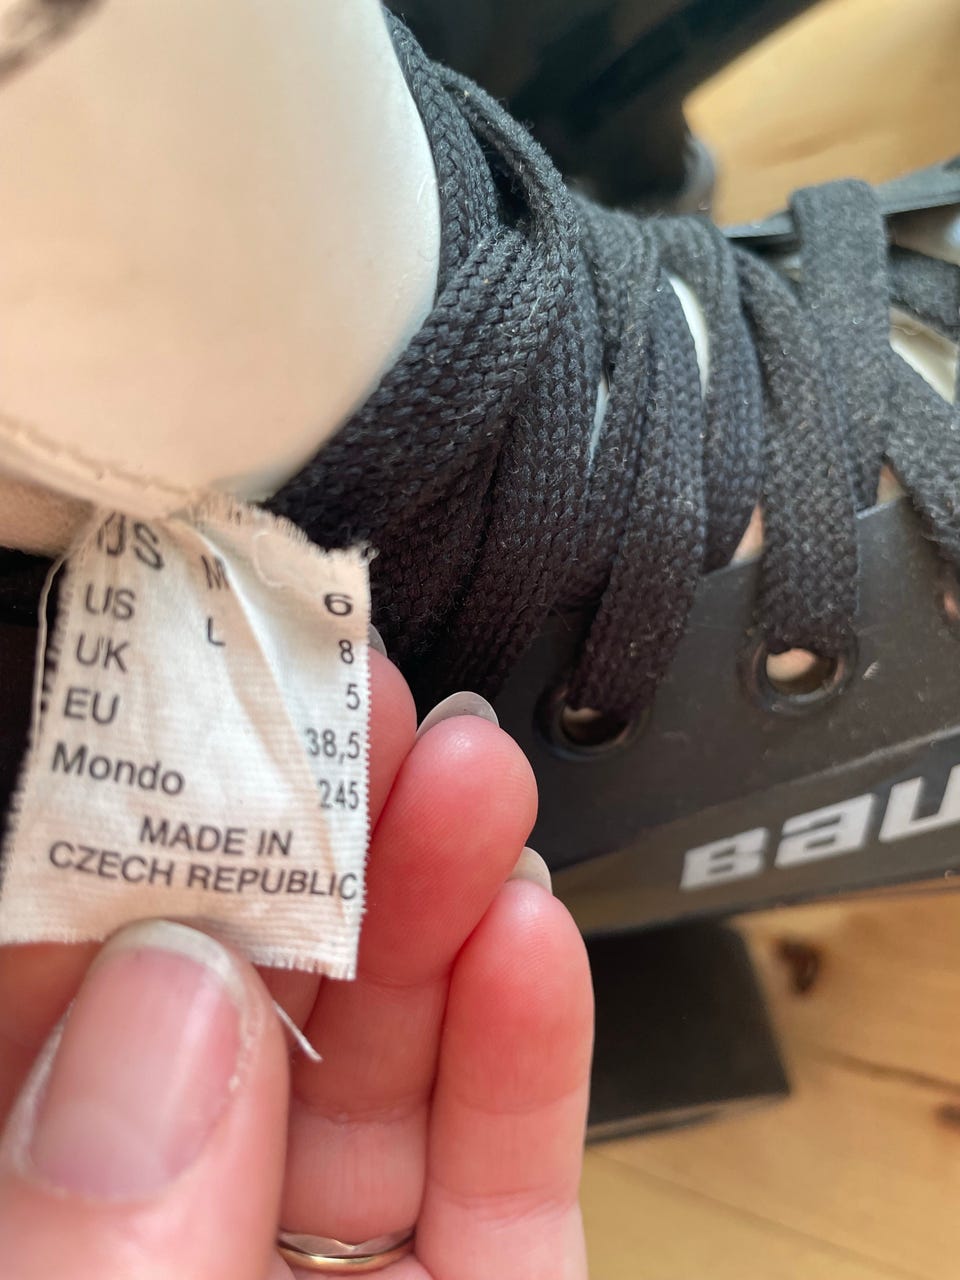 US M 6
US L 8
UK 5
EU 38,5
Mondo 245
MADE IN
CZECH REPUBLIC
BAU